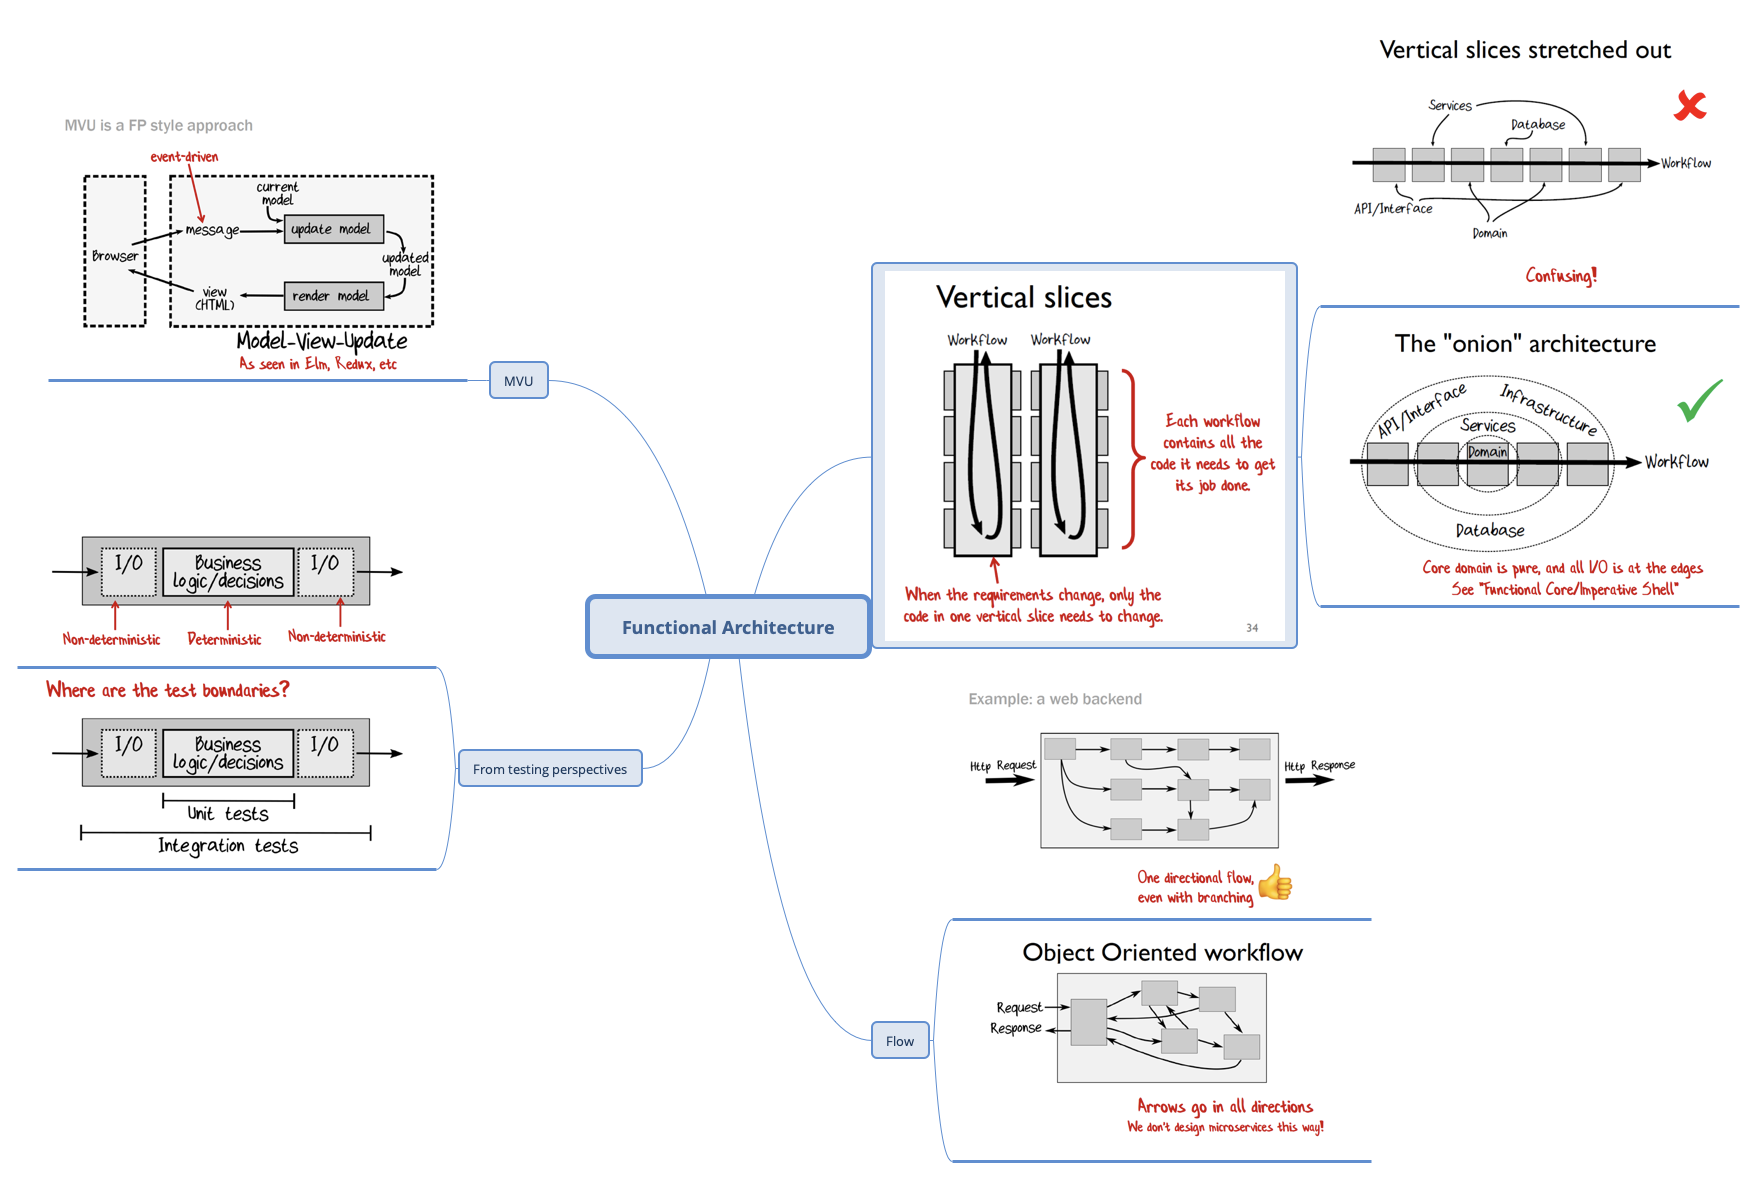 Functional Architecture
MVU
MVU is a FP style approach
event-driven
current
model
Browser
message
update model
updated
model
view
(HTML)
render model
Model-View-Update
As seen in Elm, Redux, etc
From testing perspectives
I/O
Business
logic/decisions
I/O
Non-deterministic
Deterministic
Non-deterministic
Where are the test boundaries?
I/O
Business
logic/decisions
I/O
Unit tests
Integration tests
Vertical slices
Workflow
Workflow
Each workflow
contains all the
code it needs to get
its job done.
When the requirements change, only the
code in one vertical slice needs to change.
34
Vertical slices stretched out
Services
Database
Workflow
API/Interface
Domain
Confusing!
The "onion" architecture
API/Interface
Infrastructure
Services
Domain
Workflow
Database
Core domain is pure, and all I/O is at the edges
See "Functional Core/Imperative Shell"
Flow
Example: a web backend
Http Request
Http Response
One directional flow,
even with branching
Object Oriented workflow
Request
Response
Arrows go in all directions
We don't design microservices this way!